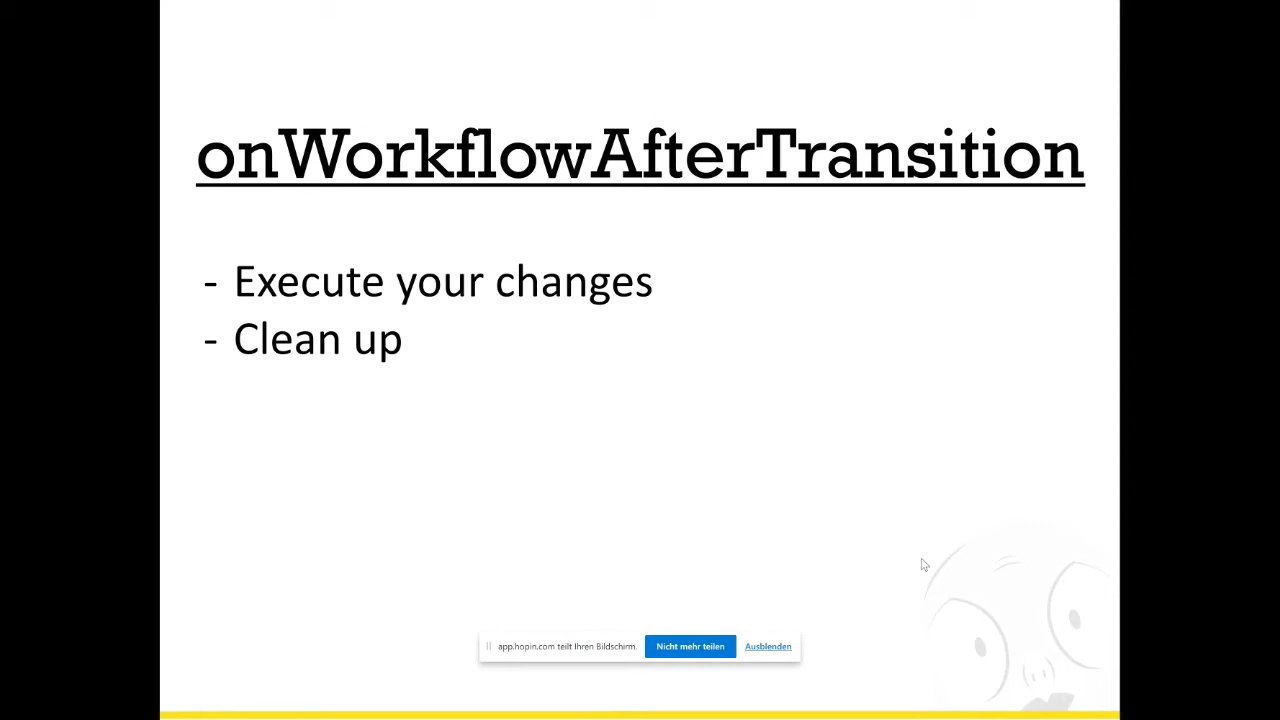 onWorkflowAfterTransition
- Execute your changes
- Clean up
app.hopin.com teilt Ihren Bildschirm. Nicht mehr teilen Ausblenden